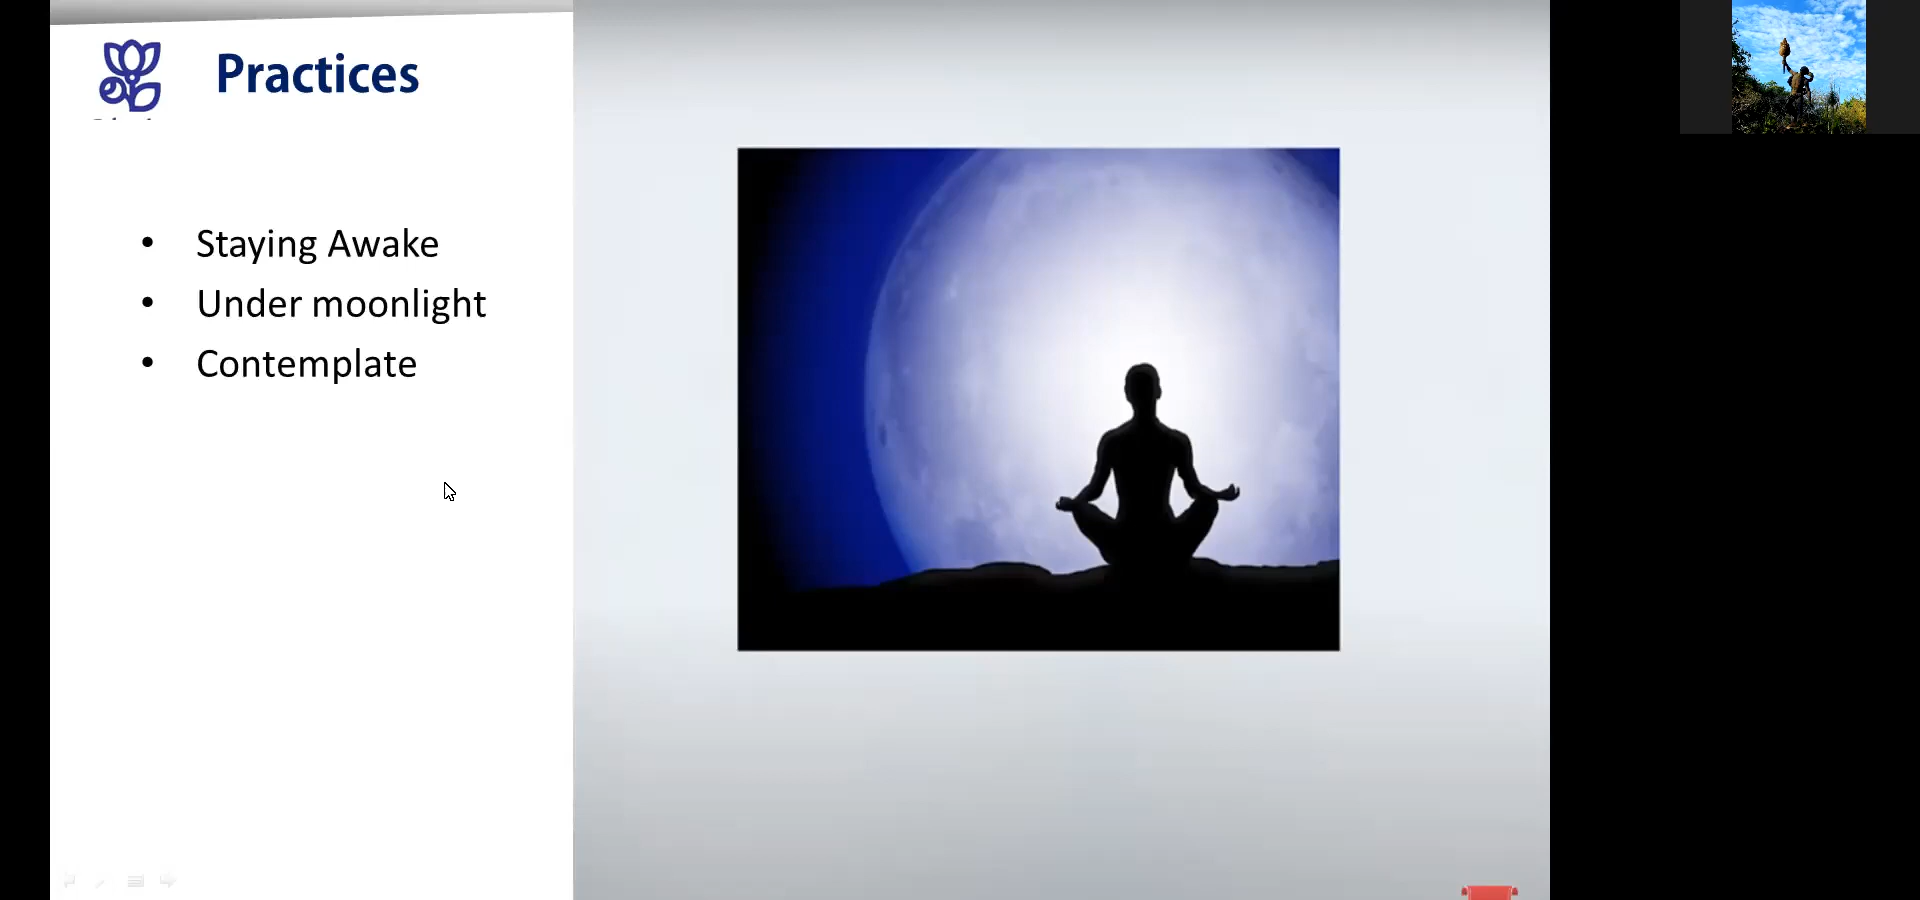 Practices
• Staying Awake
• Under moonlight
• Contemplate